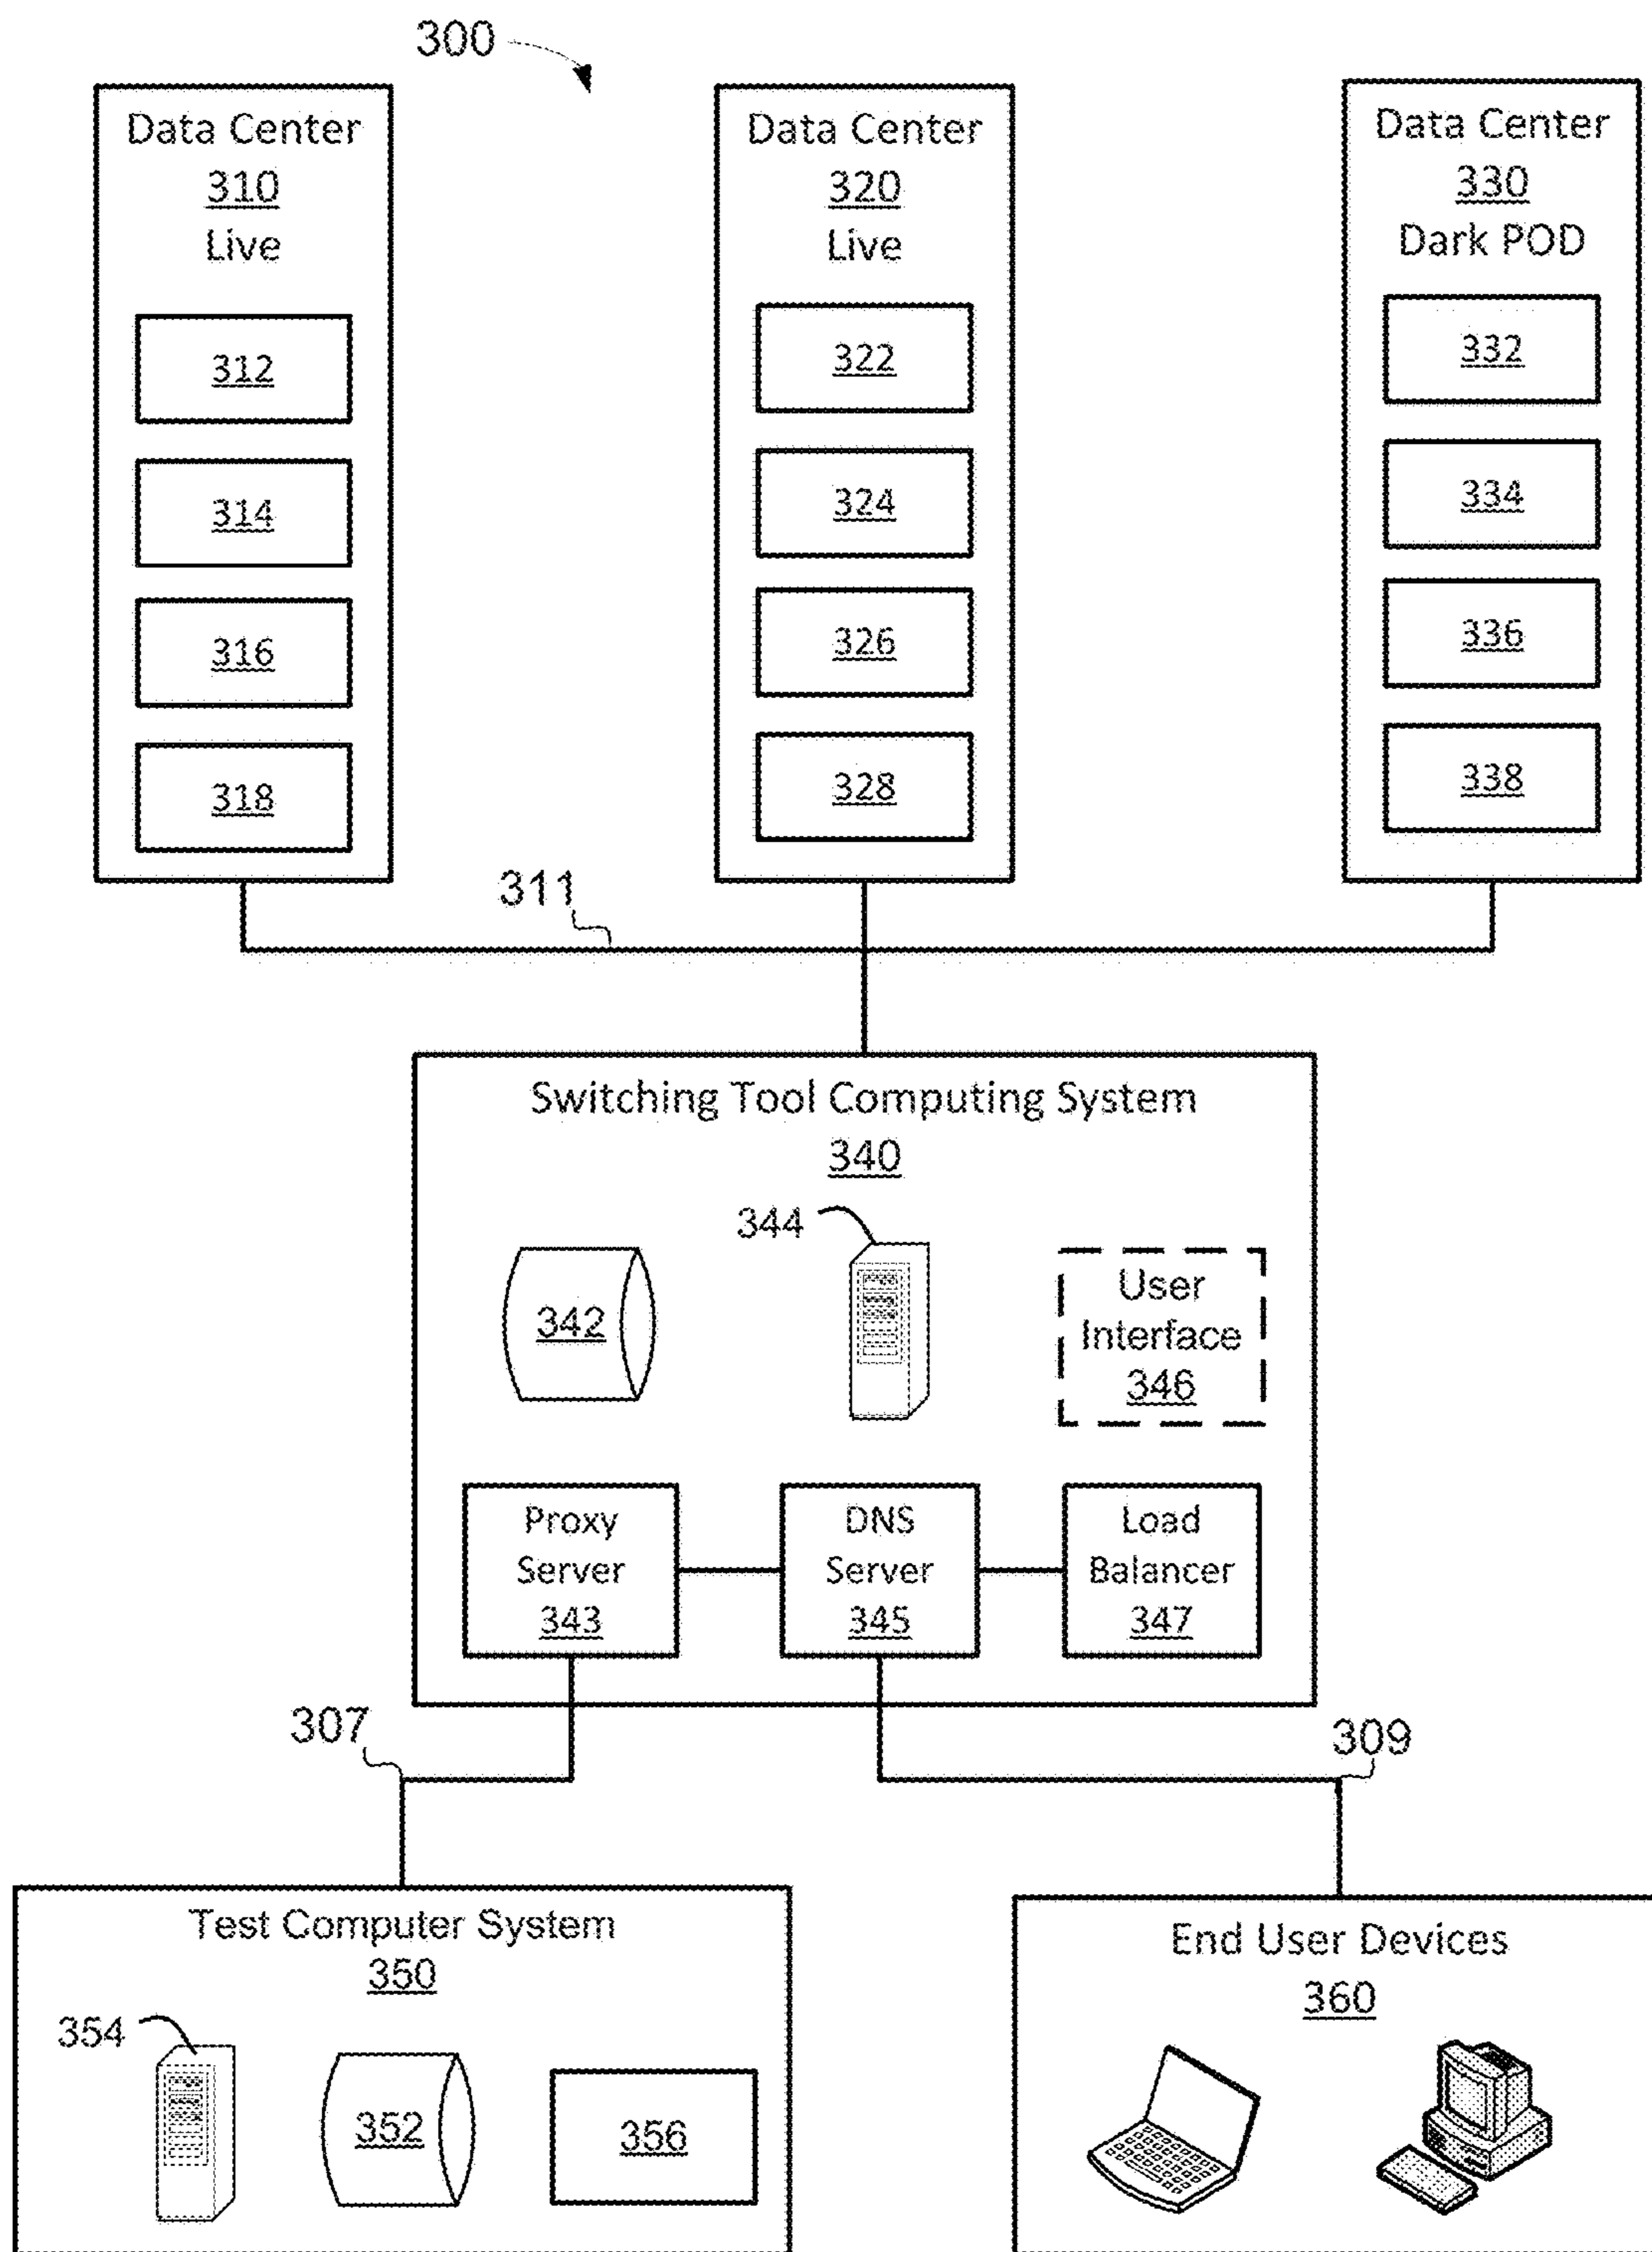 300
Data Center
310
Live
312
314
316
318
Data Center
320
Live
322
324
326
328
Data Center
330
Dark POD
332
334
336
338
311
Switching Tool Computing System
340
342
344
User
Interface
346
Proxy
Server
343
DNS
Server
345
Load
Balancer
347
307
309
Test Computer System
350
354
352
356
End User Devices
360